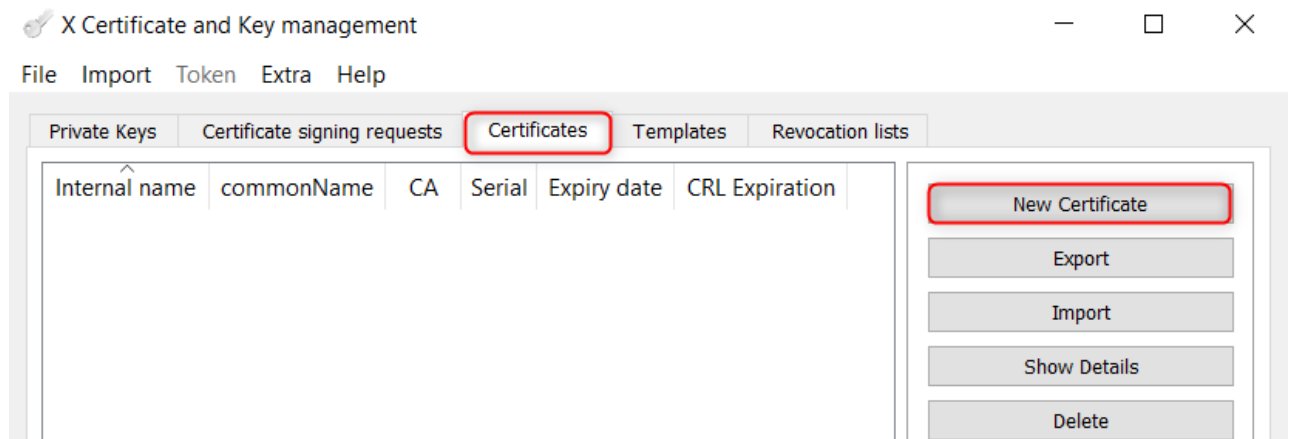 X Certificate and Key management
File Import Token Extra Help
Private Keys Certificate signing requests Certificates Templates Revocation lists
Internal name commonName CA Serial Expiry date CRL Expiration
New Certificate
Export
Import
Show Details
Delete